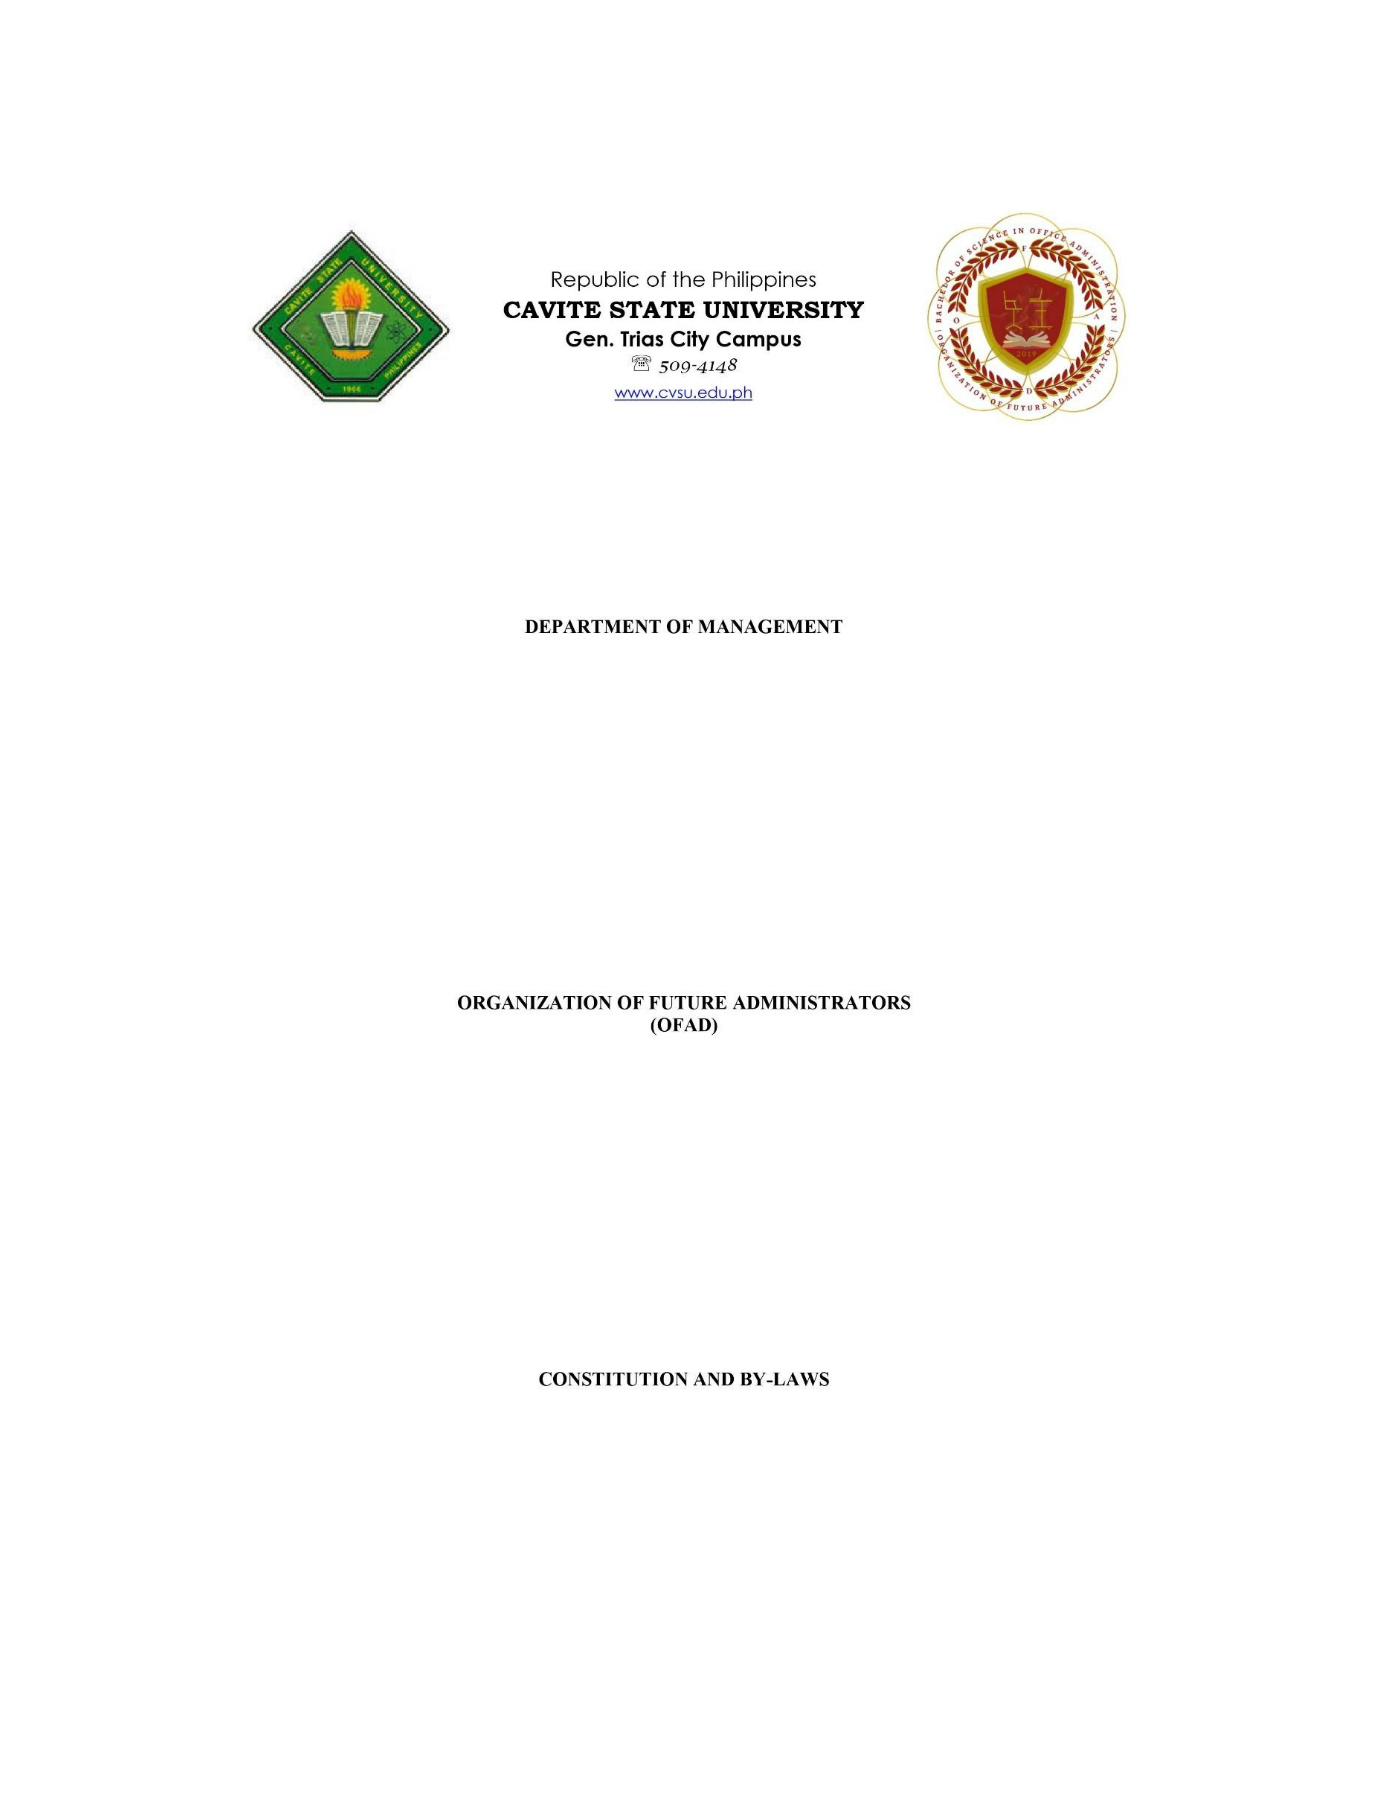 CAVITE STATE UNIVERSITY
CAVITE
PHILIPPINES
1906
Republic of the Philippines
CAVITE STATE UNIVERSITY
Gen. Trias City Campus
☏ 509-4148
www.cvsu.edu.ph
BACHELOR OF SCIENCE IN OFFICE ADMINISTRATION
| ORGANIZATION OF FUTURE ADMINISTRATORS |
O F A D
2019
DEPARTMENT OF MANAGEMENT
ORGANIZATION OF FUTURE ADMINISTRATORS
(OFAD)
CONSTITUTION AND BY-LAWS